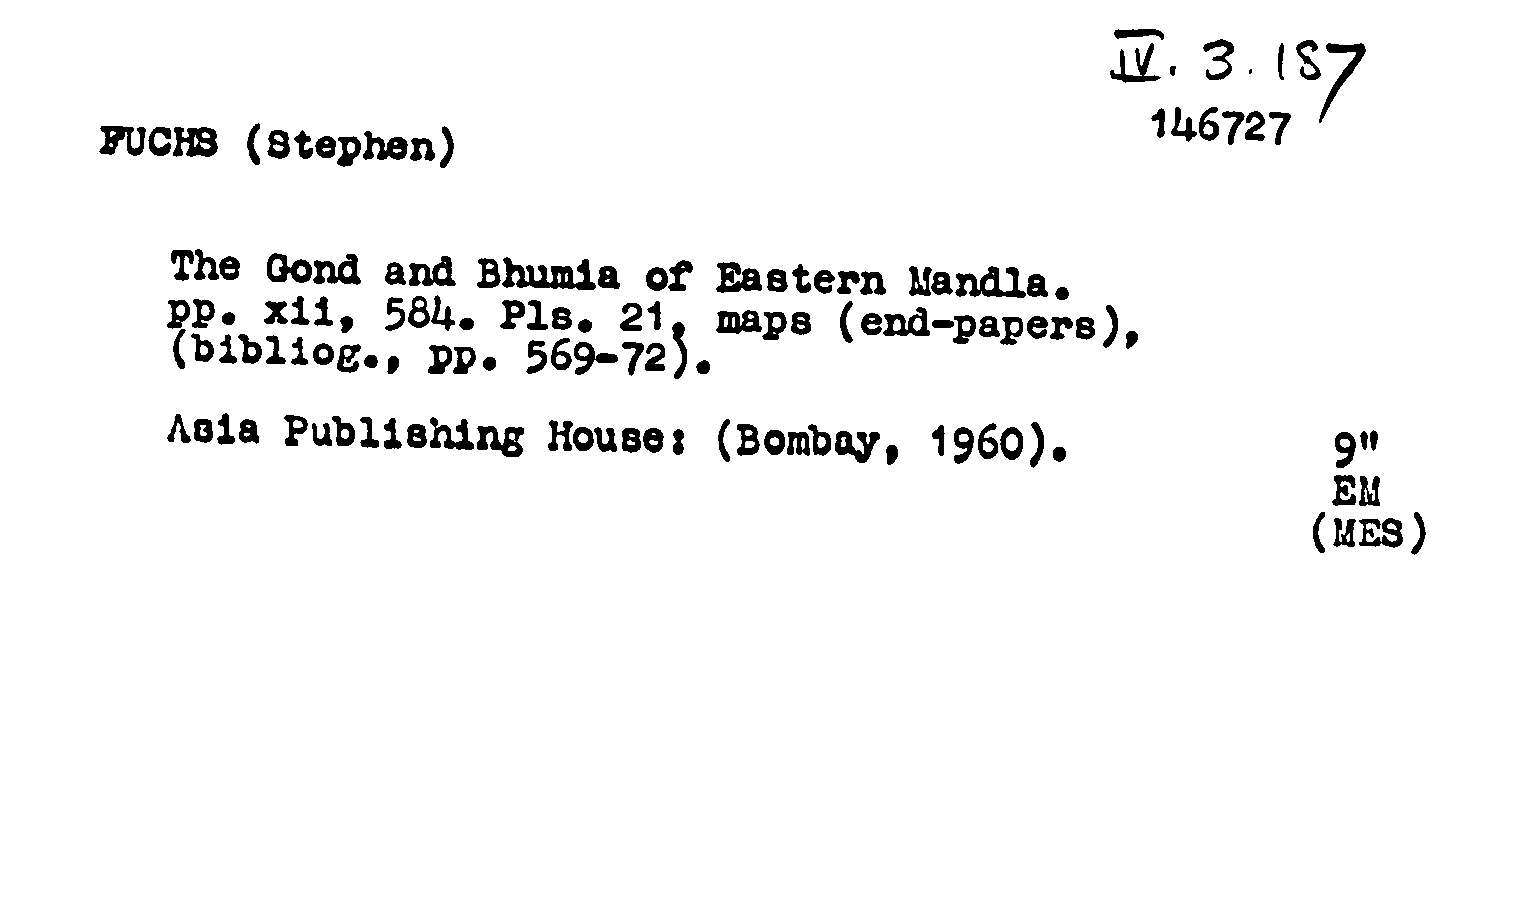 IV. 3. 187
146727
FUCHS (Stephen)
The Gond and Bhumia of Eastern Mandla.
pp. xii, 584. Pls. 21, maps (end-papers),
(bibliog., pp. 569-72).
Asia Publishing House: (Bombay, 1960).
9"
EM
(MES)